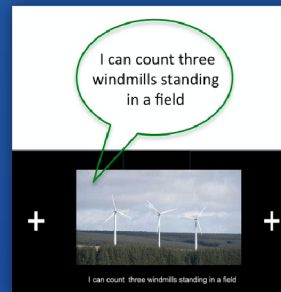 I can count three
windmills standing
in a field
+ +
I can count three windmills standing in a field